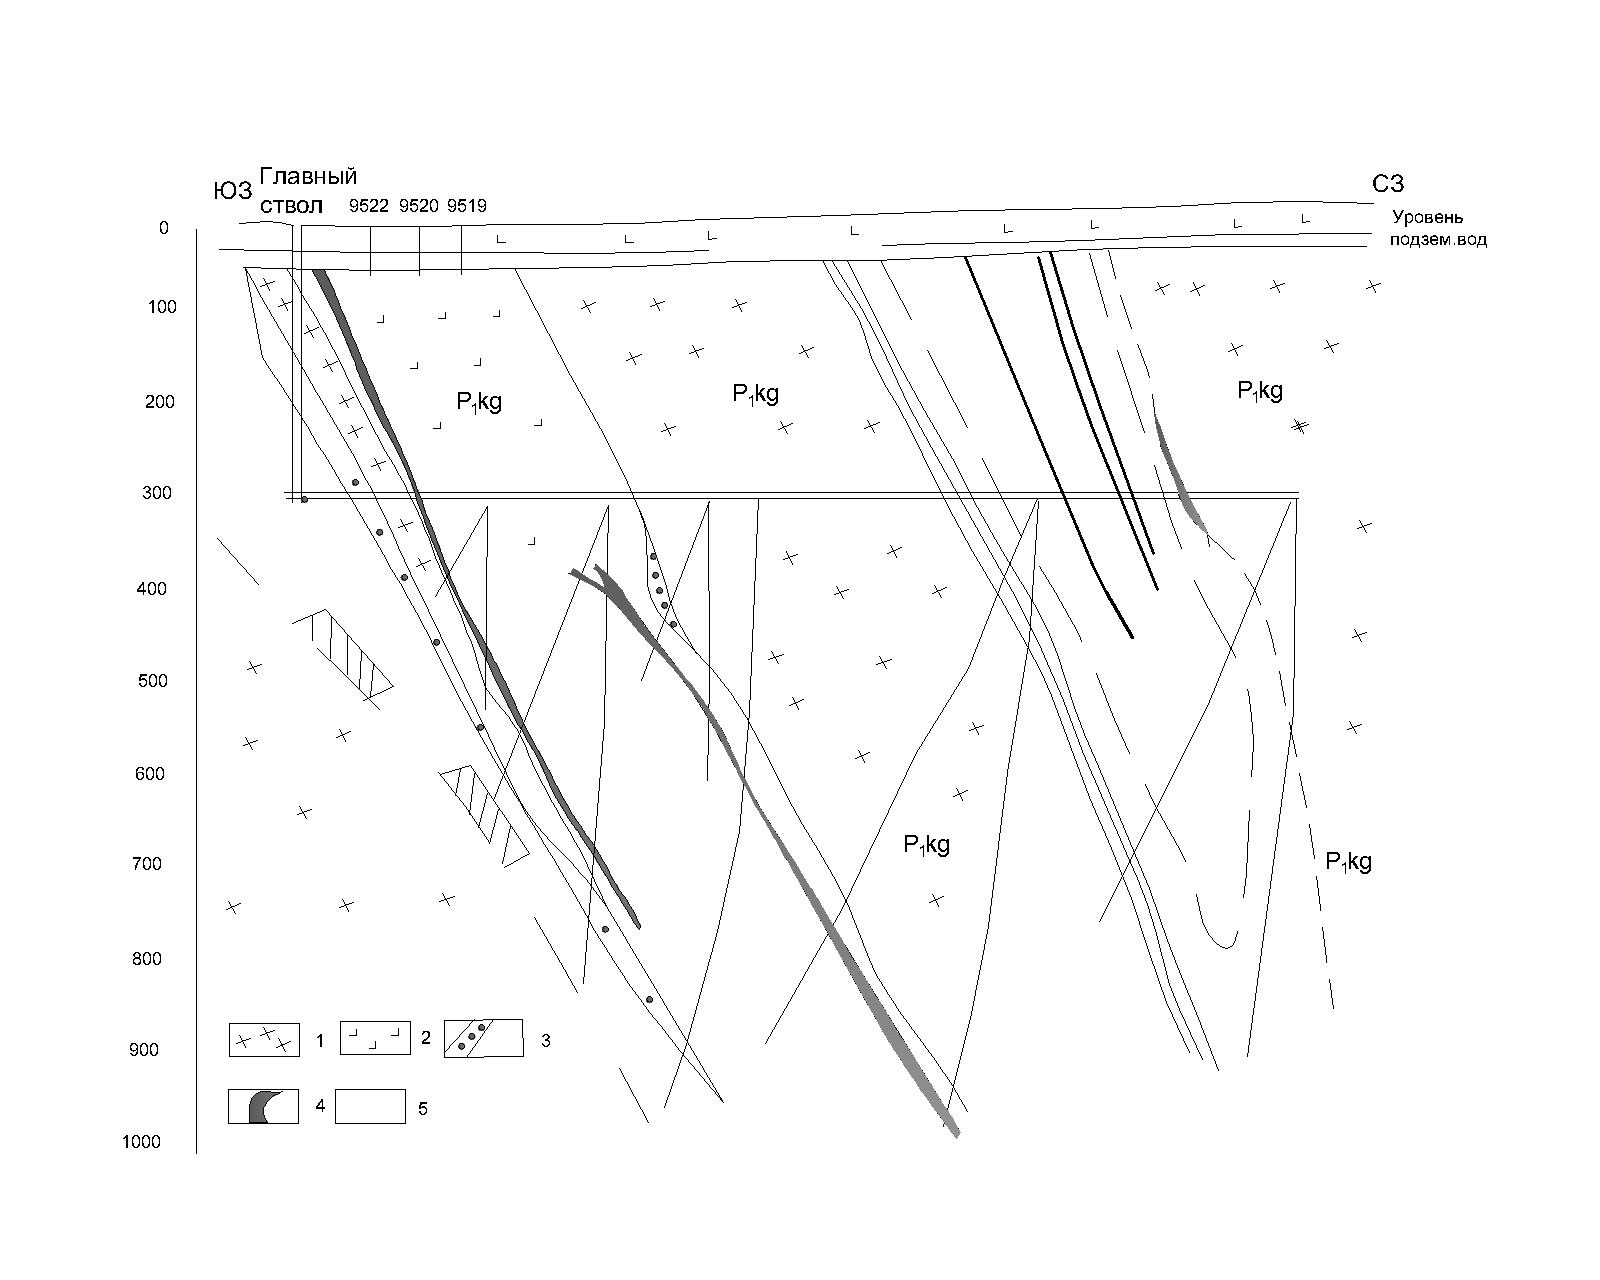 ЮЗ
Главный
ствол
9522 9520 9519
СЗ
Уровень
подзем.вод
0
100
200
300
400
500
600
700
800
900
1000
P₁kg
P₁kg
P₁kg
P₁kg
P₁kg
1
2
3
4
5